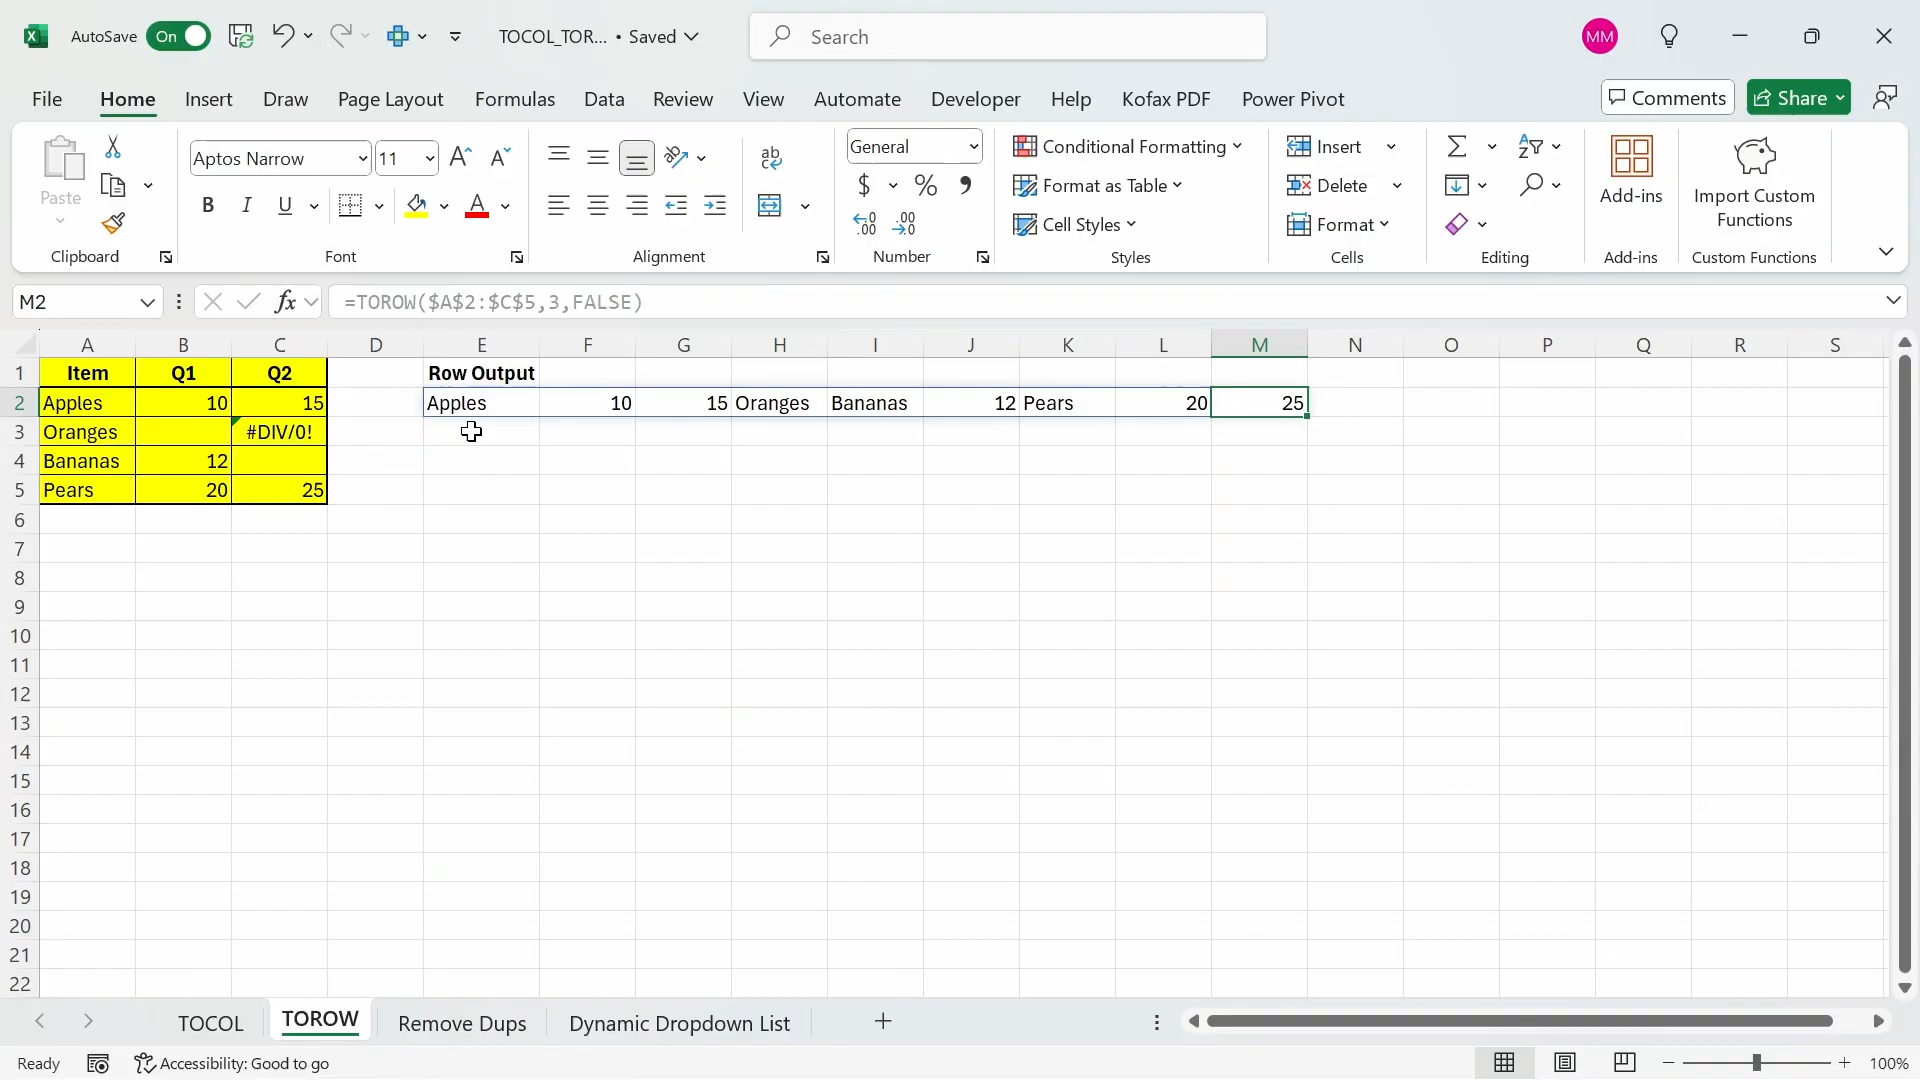 AutoSave On TOCOL_TOR... • Saved Search MM
File Home Insert Draw Page Layout Formulas Data Review View Automate Developer Help Kofax PDF Power Pivot Comments Share
Paste Aptos Narrow 11 A A ab General Conditional Formatting Insert Σ Add-ins Import Custom Functions
B I U A c $ % 9 Format as Table Delete
.00 .00 Cell Styles Format
Clipboard Font Alignment Number Styles Cells Editing Add-ins Custom Functions
M2 fx =TOROW($A$2:$C$5,3,FALSE)
A B C D E F G H I J K L M N O P Q R S
1 Item Q1 Q2 Row Output
2 Apples 10 15 Apples 10 15 Oranges Bananas 12 Pears 20 25
3 Oranges #DIV/0!
4 Bananas 12
5 Pears 20 25
6
7
8
9
10
11
12
13
14
15
16
17
18
19
20
21
22
TOCOL TOROW Remove Dups Dynamic Dropdown List
Ready Accessibility: Good to go 100%